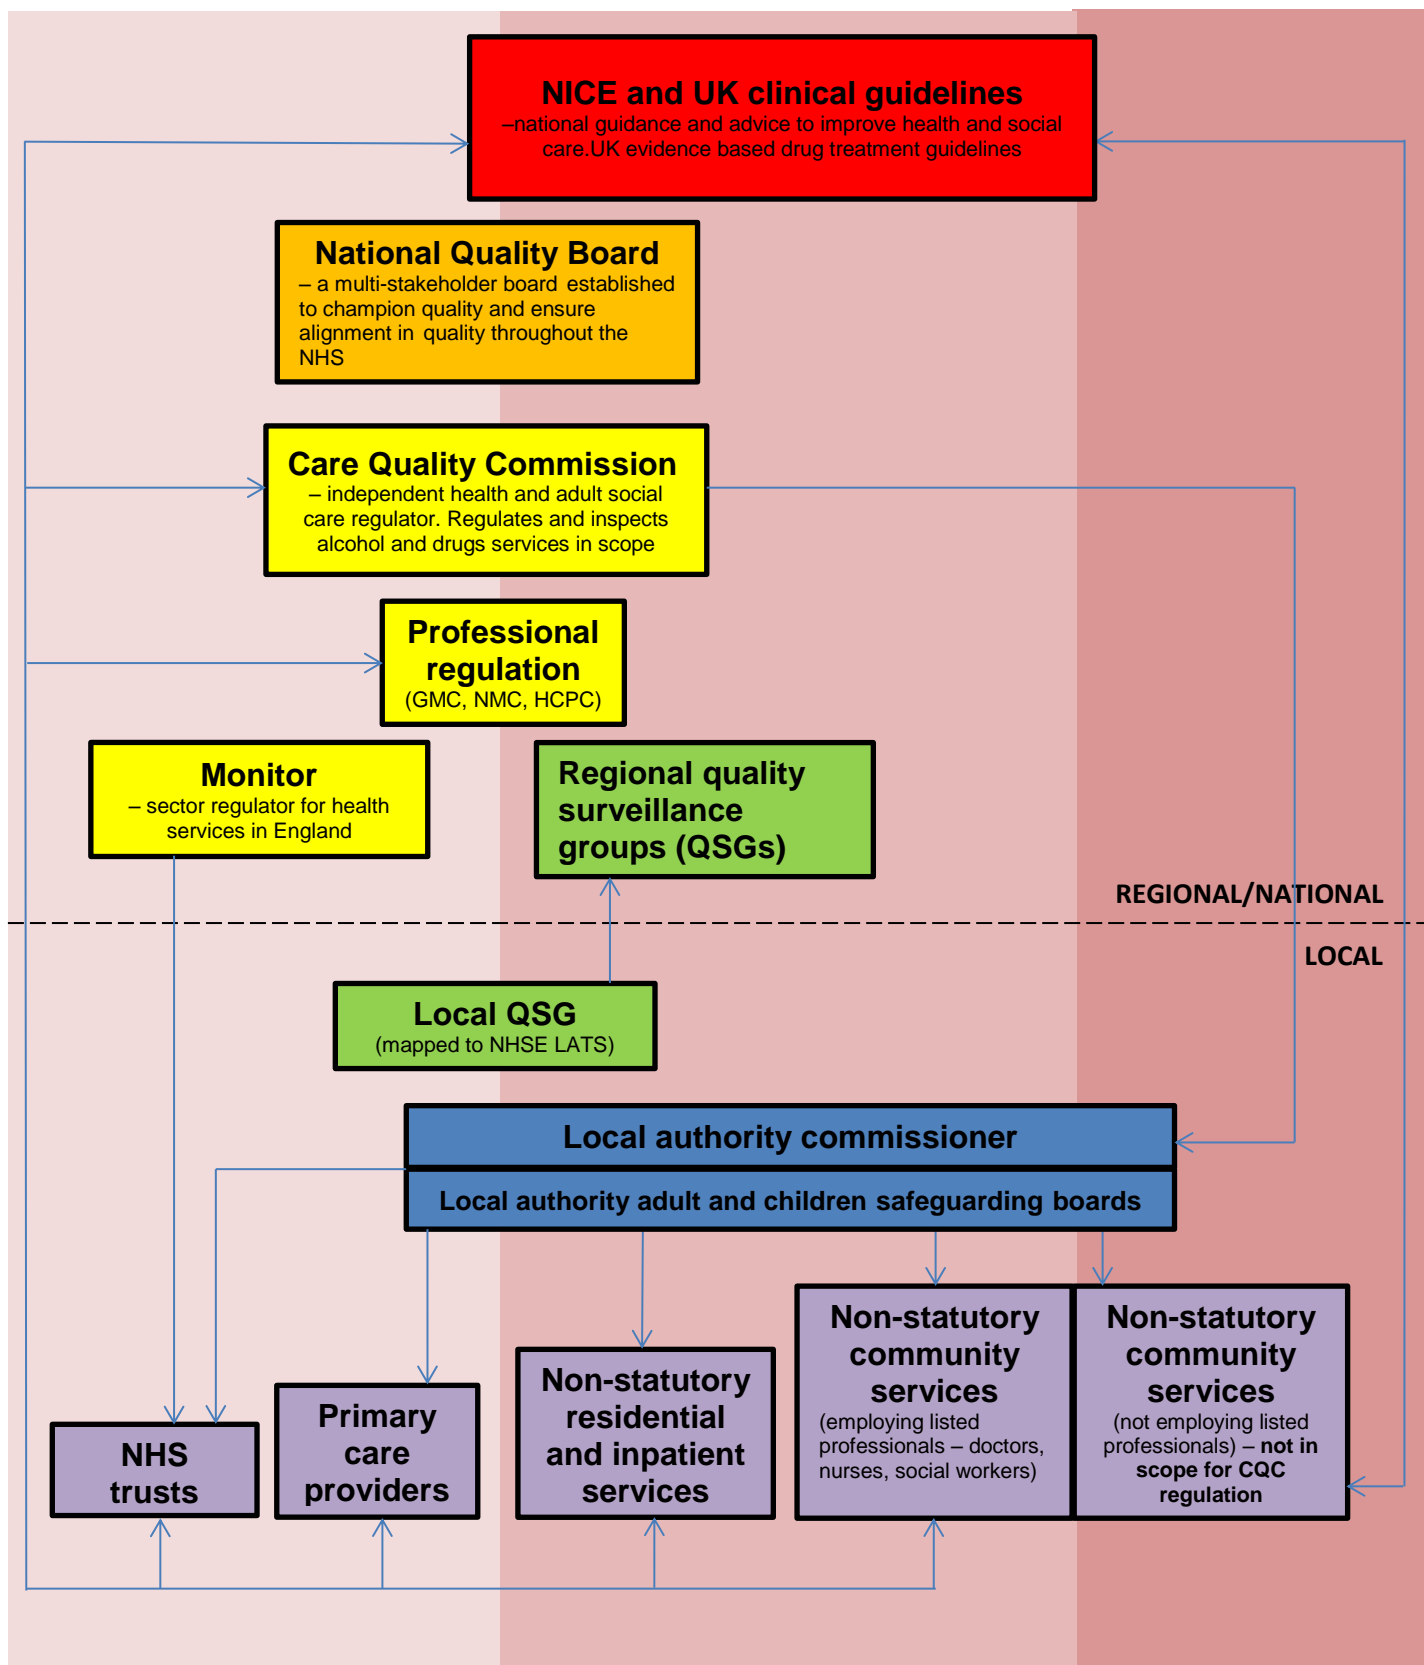 NICE and UK clinical guidelines
–national guidance and advice to improve health and social
care.UK evidence based drug treatment guidelines
National Quality Board
– a multi-stakeholder board established
to champion quality and ensure
alignment in quality throughout the
NHS
Care Quality Commission
– independent health and adult social
care regulator. Regulates and inspects
alcohol and drugs services in scope
Professional
regulation
(GMC, NMC, HCPC)
Monitor
– sector regulator for health
services in England
Regional quality
surveillance
groups (QSGs)
REGIONAL/NATIONAL
LOCAL
Local QSG
(mapped to NHSE LATS)
Local authority commissioner
Local authority adult and children safeguarding boards
NHS
trusts
Primary
care
providers
Non-statutory
residential
and inpatient
services
Non-statutory
community
services
(employing listed
professionals – doctors,
nurses, social workers)
Non-statutory
community
services
(not employing listed
professionals) – not in
scope for CQC
regulation